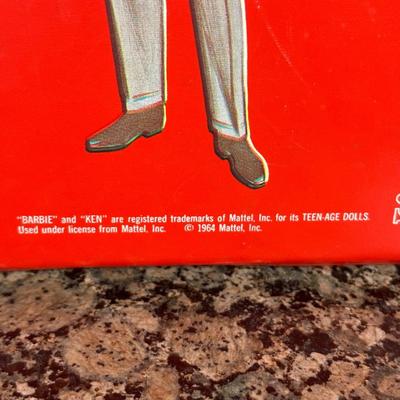 "BARBIE" and "KEN" are registered trademarks of Mattel, Inc. for its TEEN-AGE DOLLS.
Used under license from Mattel, Inc. © 1964 Mattel, Inc.